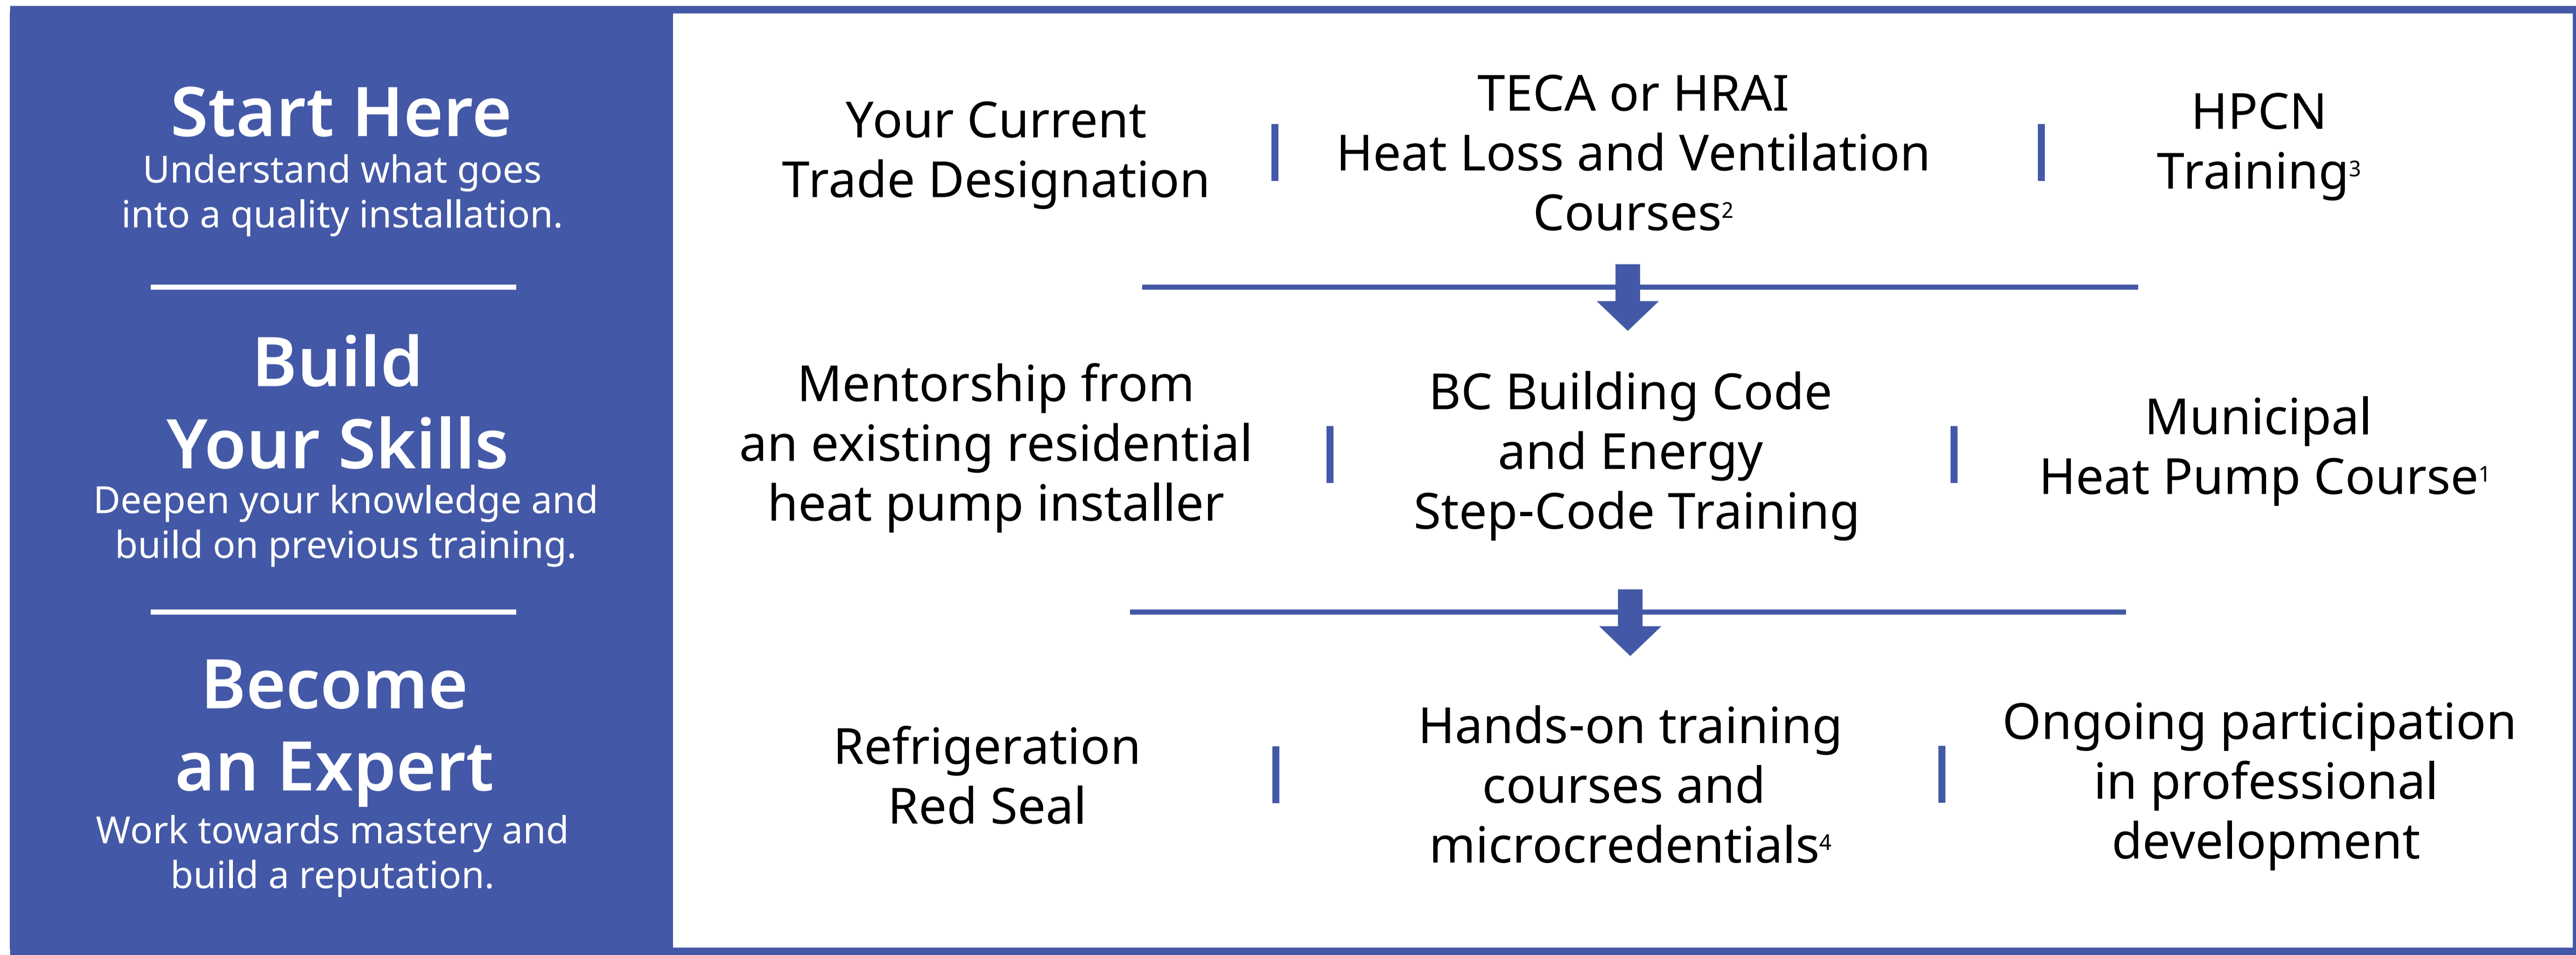 Start Here
Understand what goes
into a quality installation.
Your Current
Trade Designation
TECA or HRAI
Heat Loss and Ventilation
Courses²
HPCN
Training³
Build
Your Skills
Deepen your knowledge and
build on previous training.
Mentorship from
an existing residential
heat pump installer
BC Building Code
and Energy
Step-Code Training
Municipal
Heat Pump Course¹
Become
an Expert
Work towards mastery and
build a reputation.
Refrigeration
Red Seal
Hands-on training
courses and
microcredentials⁴
Ongoing participation
in professional
development